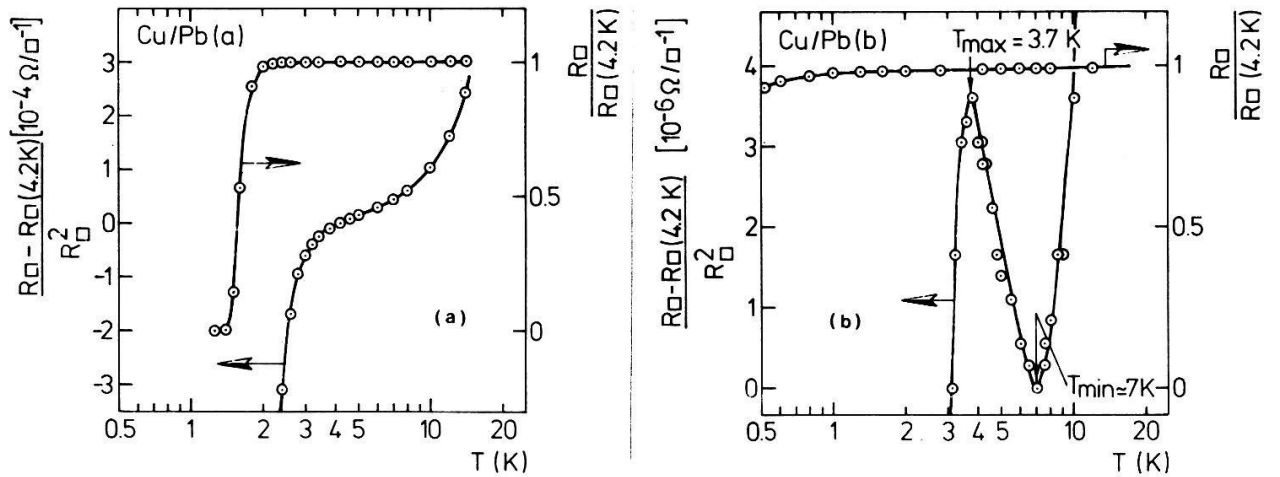 Cu/Pb(a)
R□ - R□(4.2K) [10⁻⁴ Ω/□⁻¹]
R□²
3
2
1
0
-1
-2
-3
1
0.5
0
R□
R□(4.2K)
(a)
0.5 1 2 3 4 5 10 20
T (K)
Cu/Pb(b)
Tmax = 3.7 K
R□-R□(4.2 K) [10⁻⁶Ω/□⁻¹]
R□²
4
3
2
1
0
1
0.5
0
R□
R□(4.2K)
(b)
Tmin≃7K
0.5 1 2 3 4 5 10 20
T (K)